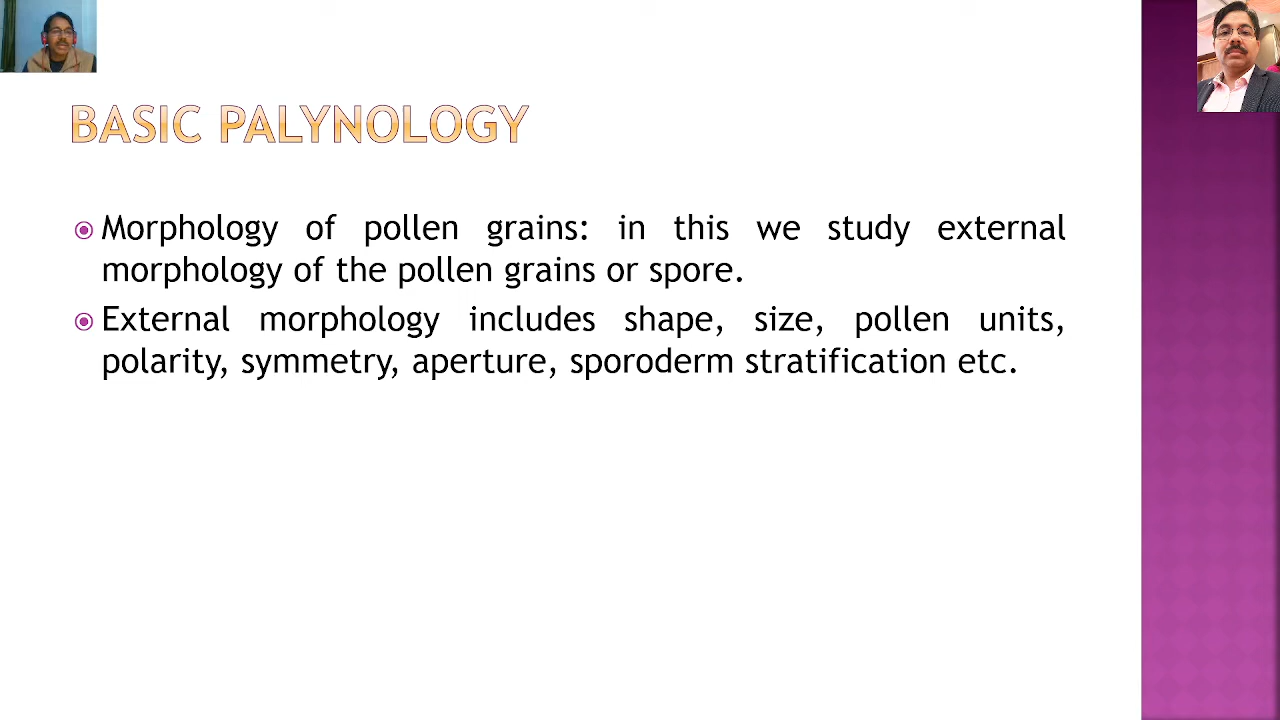 BASIC PALYNOLOGY
Morphology of pollen grains: in this we study external
morphology of the pollen grains or spore.
External morphology includes shape, size, pollen units,
polarity, symmetry, aperture, sporoderm stratification etc.